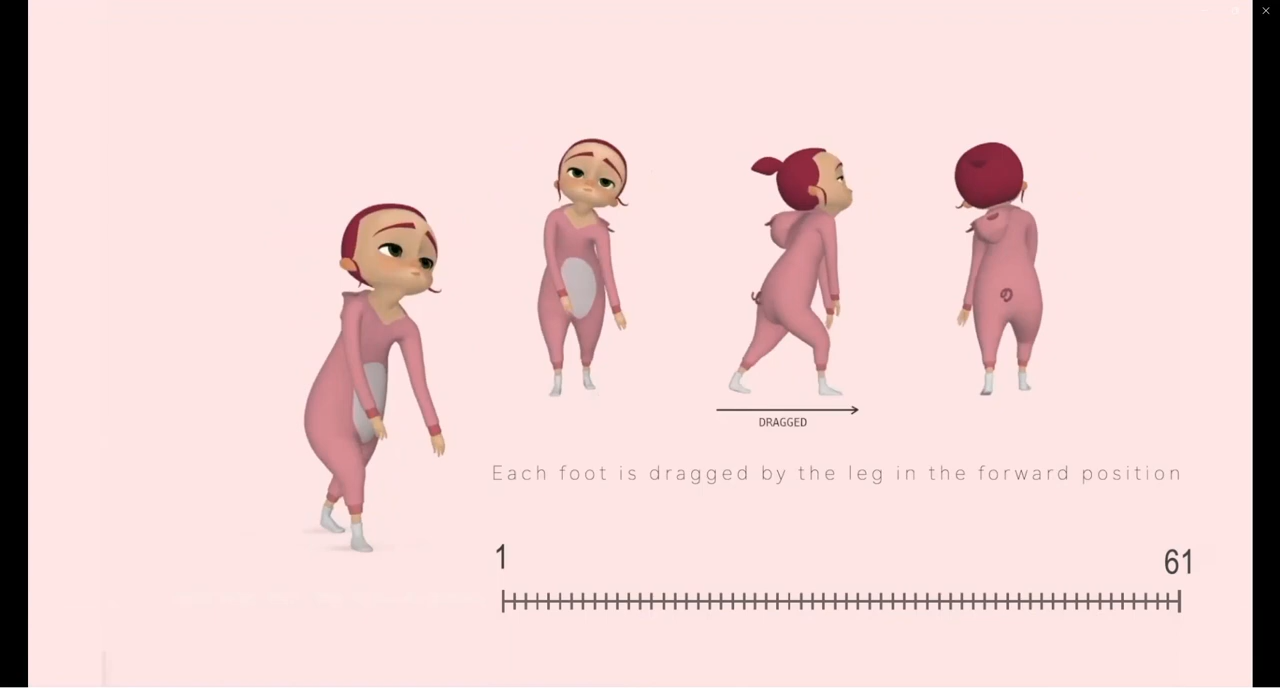 DRAGGED
Each foot is dragged by the leg in the forward position
1
61